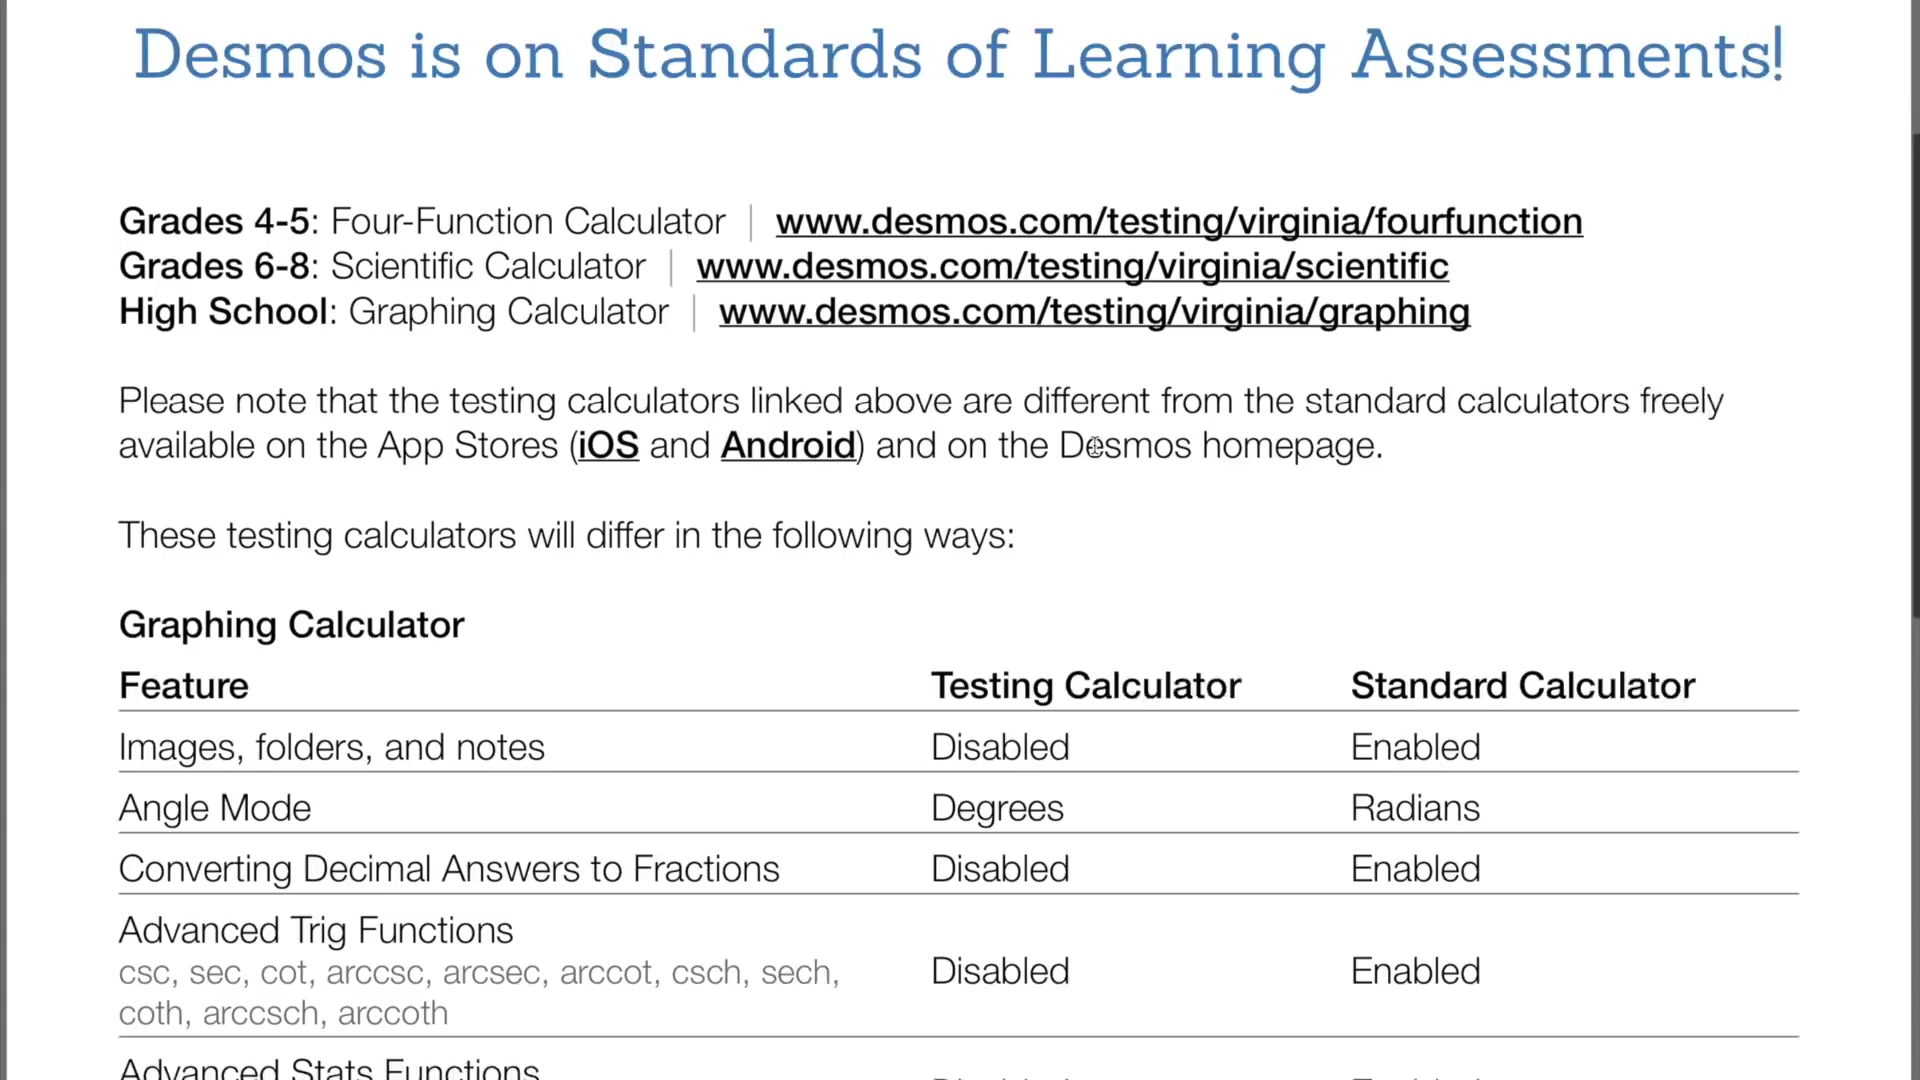 Desmos is on Standards of Learning Assessments!
Grades 4-5: Four-Function Calculator | www.desmos.com/testing/virginia/fourfunction
Grades 6-8: Scientific Calculator | www.desmos.com/testing/virginia/scientific
High School: Graphing Calculator | www.desmos.com/testing/virginia/graphing
Please note that the testing calculators linked above are different from the standard calculators freely
available on the App Stores (iOS and Android) and on the Desmos homepage.
These testing calculators will differ in the following ways:
Graphing Calculator
Feature Testing Calculator Standard Calculator
Images, folders, and notes Disabled Enabled
Angle Mode Degrees Radians
Converting Decimal Answers to Fractions Disabled Enabled
Advanced Trig Functions
csc, sec, cot, arccsc, arcsec, arccot, csch, sech,
Disabled Enabled
coth, arccsch, arccoth
Advanced Stats Functions